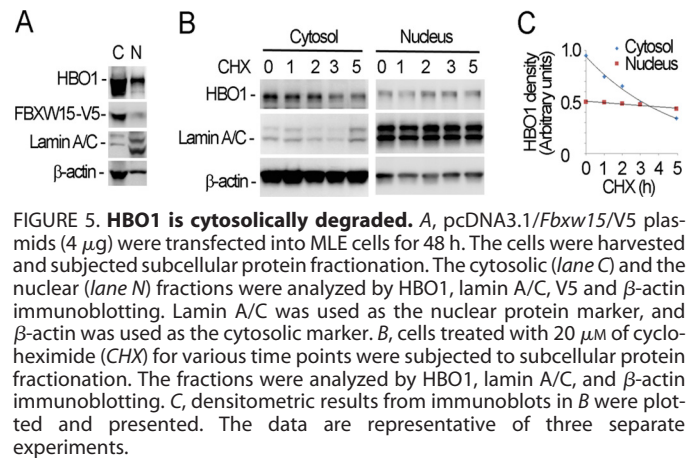 A
B
C
C N
HBO1
FBXW15-V5
Lamin A/C
β-actin
Cytosol Nucleus
CHX 0 1 2 3 5 0 1 2 3 5
HBO1
Lamin A/C
β-actin
Cytosol
Nucleus
HBO1 density
(Arbitrary units)
1.0
0.5
0
0 1 2 3 4 5
CHX (h)
FIGURE 5. HBO1 is cytosolically degraded. A, pcDNA3.1/Fbxw15/V5 plas-
mids (4 μg) were transfected into MLE cells for 48 h. The cells were harvested
and subjected subcellular protein fractionation. The cytosolic (lane C) and the
nuclear (lane N) fractions were analyzed by HBO1, lamin A/C, V5 and β-actin
immunoblotting. Lamin A/C was used as the nuclear protein marker, and
β-actin was used as the cytosolic marker. B, cells treated with 20 μM of cyclo-
heximide (CHX) for various time points were subjected to subcellular protein
fractionation. The fractions were analyzed by HBO1, lamin A/C, and β-actin
immunoblotting. C, densitometric results from immunoblots in B were plot-
ted and presented. The data are representative of three separate
experiments.